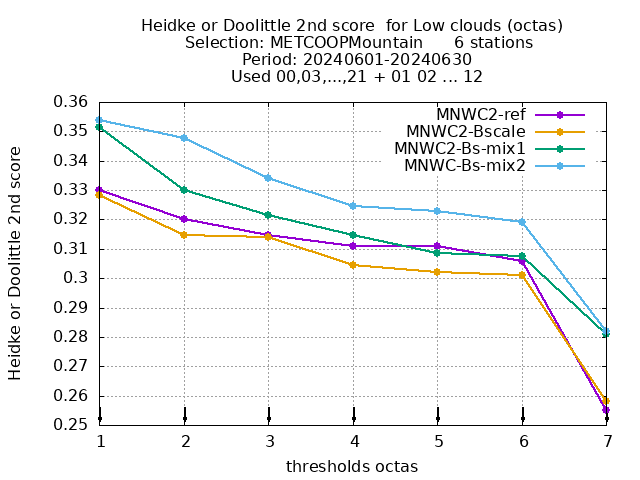 Heidke or Doolittle 2nd score  for Low clouds (octas)
Selection: METCOOPMountain      6 stations
Period: 20240601-20240630
Used 00,03,...,21 + 01 02 ... 12
MNWC2-ref
MNWC2-Bscale
MNWC2-Bs-mix1
MNWC-Bs-mix2
Heidke or Doolittle 2nd score
0.36
0.35
0.34
0.33
0.32
0.31
0.3
0.29
0.28
0.27
0.26
0.25
1 2 3 4 5 6 7
thresholds octas